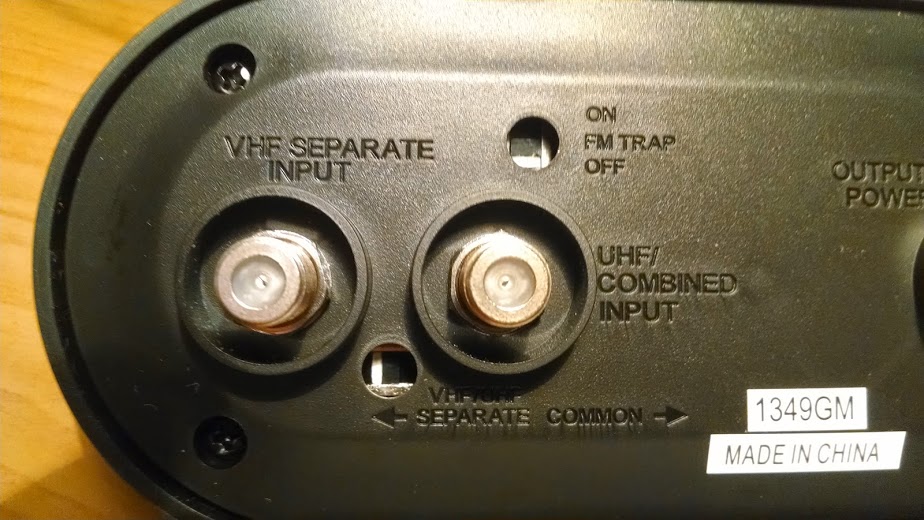 VHF SEPARATE
INPUT
ON
FM TRAP
OFF
OUTPUT
POWER
UHF/
COMBINED
INPUT
VHF/UHF
← SEPARATE COMMON →
1349GM
MADE IN CHINA